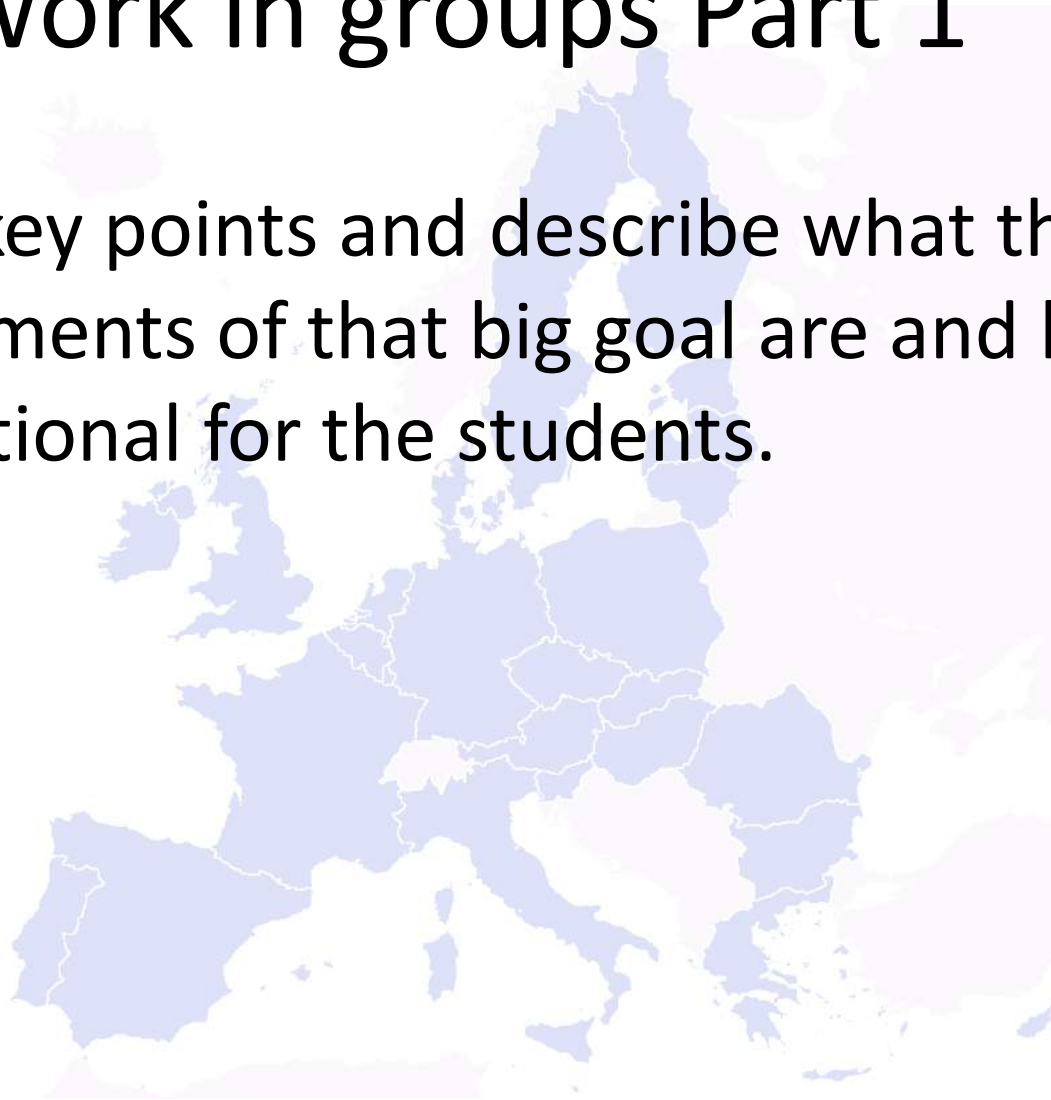 work in groups Part 1
key points and describe what th
ments of that big goal are and
tional for the students.